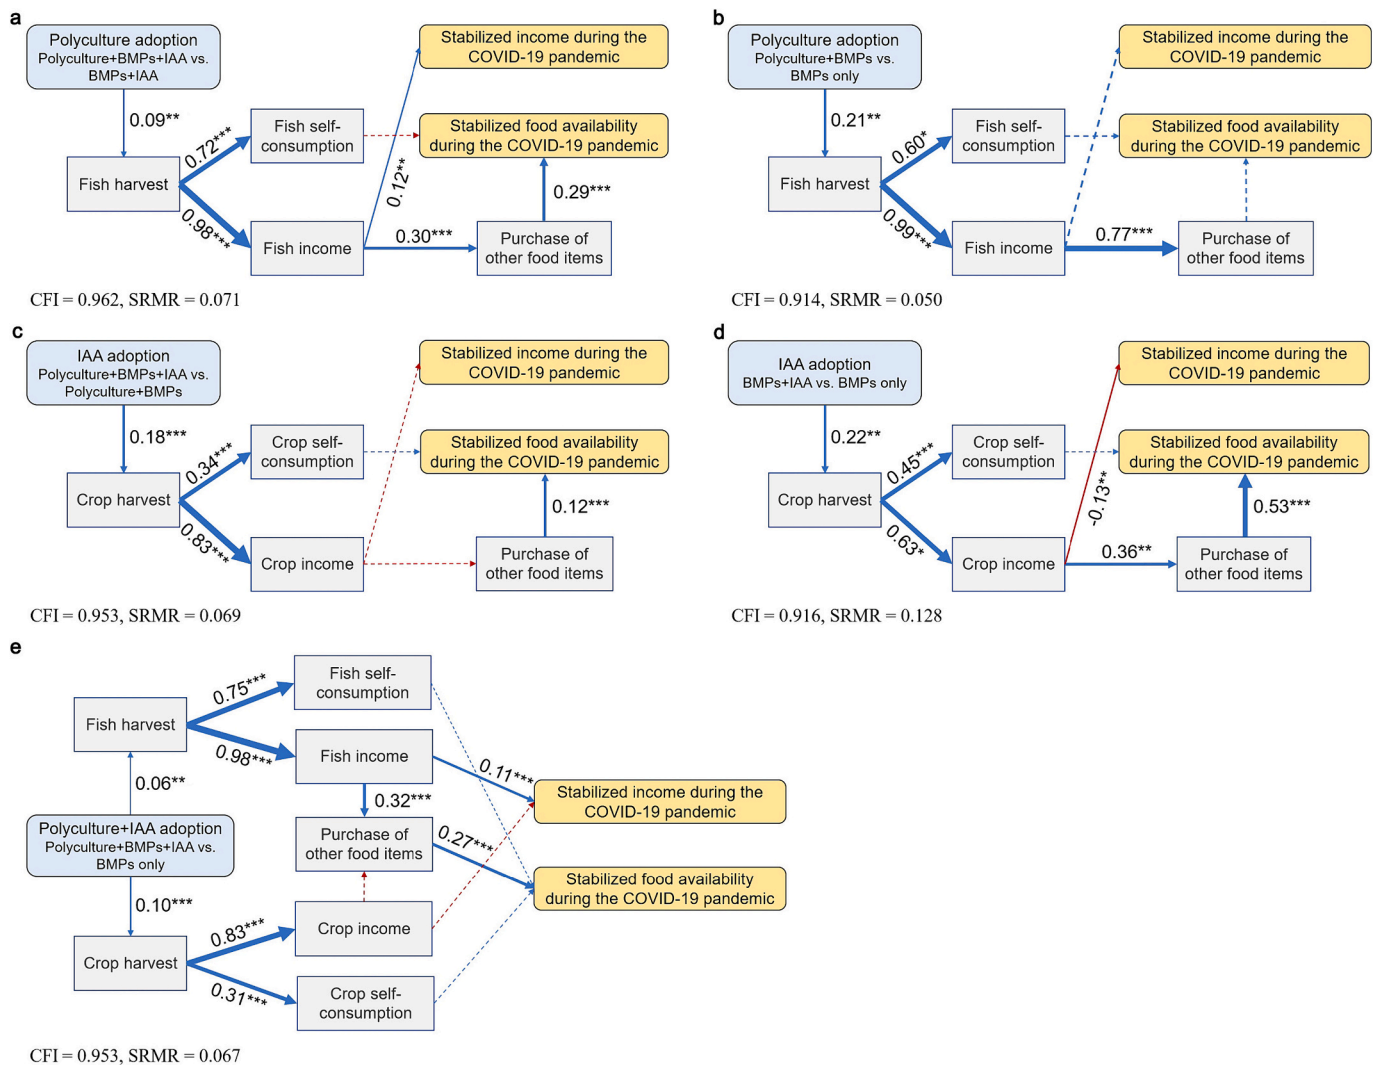 a
Polyculture adoption
Polyculture+BMPs+IAA vs.
BMPs+IAA
0.09**
Fish harvest
0.72***
0.98***
Fish self-
consumption
Fish income
0.12**
0.30***
Stabilized income during the
COVID-19 pandemic
Stabilized food availability
during the COVID-19 pandemic
0.29***
Purchase of
other food items
CFI = 0.962, SRMR = 0.071
b
Polyculture adoption
Polyculture+BMPs vs.
BMPs only
0.21**
Fish harvest
0.60*
0.99***
Fish self-
consumption
Fish income
0.77***
Stabilized income during the
COVID-19 pandemic
Stabilized food availability
during the COVID-19 pandemic
Purchase of
other food items
CFI = 0.914, SRMR = 0.050
c
IAA adoption
Polyculture+BMPs+IAA vs.
Polyculture+BMPs
0.18***
Crop harvest
0.34***
0.83***
Crop self-
consumption
Crop income
Stabilized income during the
COVID-19 pandemic
Stabilized food availability
during the COVID-19 pandemic
0.12***
Purchase of
other food items
CFI = 0.953, SRMR = 0.069
d
IAA adoption
BMPs+IAA vs. BMPs only
0.22**
Crop harvest
0.45***
0.63*
Crop self-
consumption
Crop income
-0.13**
0.36**
Stabilized income during the
COVID-19 pandemic
Stabilized food availability
during the COVID-19 pandemic
0.53***
Purchase of
other food items
CFI = 0.916, SRMR = 0.128
e
Fish harvest
0.75***
0.98***
0.06**
Polyculture+IAA adoption
Polyculture+BMPs+IAA vs.
BMPs only
0.10***
Crop harvest
0.83***
0.31***
Fish self-
consumption
Fish income
0.32***
Purchase of
other food items
Crop income
Crop self-
consumption
0.11***
0.27***
Stabilized income during the
COVID-19 pandemic
Stabilized food availability
during the COVID-19 pandemic
CFI = 0.953, SRMR = 0.067